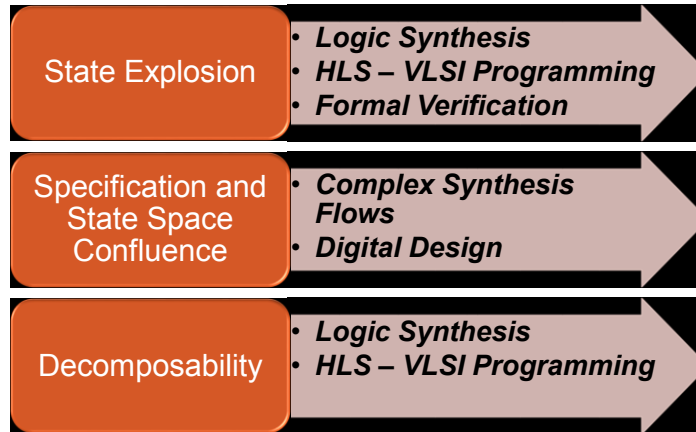 State Explosion
• Logic Synthesis
• HLS – VLSI Programming
• Formal Verification
Specification and
State Space
Confluence
• Complex Synthesis
Flows
• Digital Design
Decomposability
• Logic Synthesis
• HLS – VLSI Programming